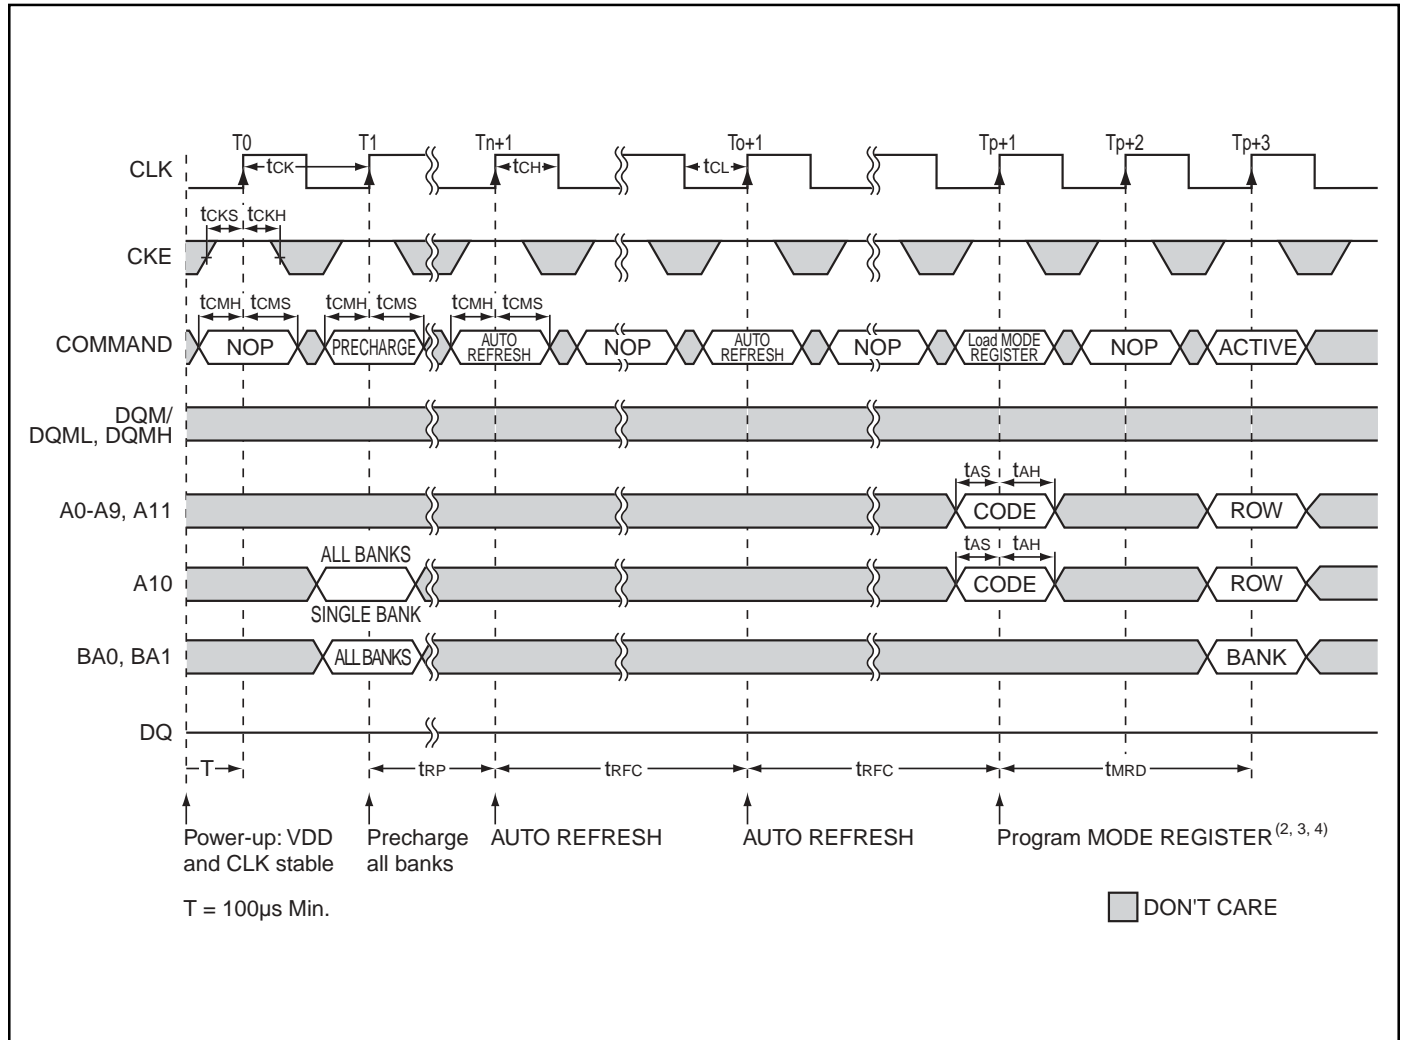 T0 T1 Tn+1 To+1 Tp+1 Tp+2 Tp+3
CLK tCK tCH tCL
tCKS tCKH
CKE
tCMH tCMS tCMH tCMS tCMH tCMS
COMMAND NOP PRECHARGE AUTO REFRESH NOP AUTO REFRESH NOP Load MODE REGISTER NOP ACTIVE
DQM/
DQML, DQMH
tAS tAH
A0-A9, A11 CODE ROW
ALL BANKS tAS tAH
A10 CODE ROW
SINGLE BANK
BA0, BA1 ALL BANKS BANK
DQ
T tRP tRFC tRFC tMRD
Power-up: VDD
and CLK stable
Precharge
all banks
AUTO REFRESH
AUTO REFRESH
Program MODE REGISTER(2, 3, 4)
T = 100µs Min.
DON'T CARE